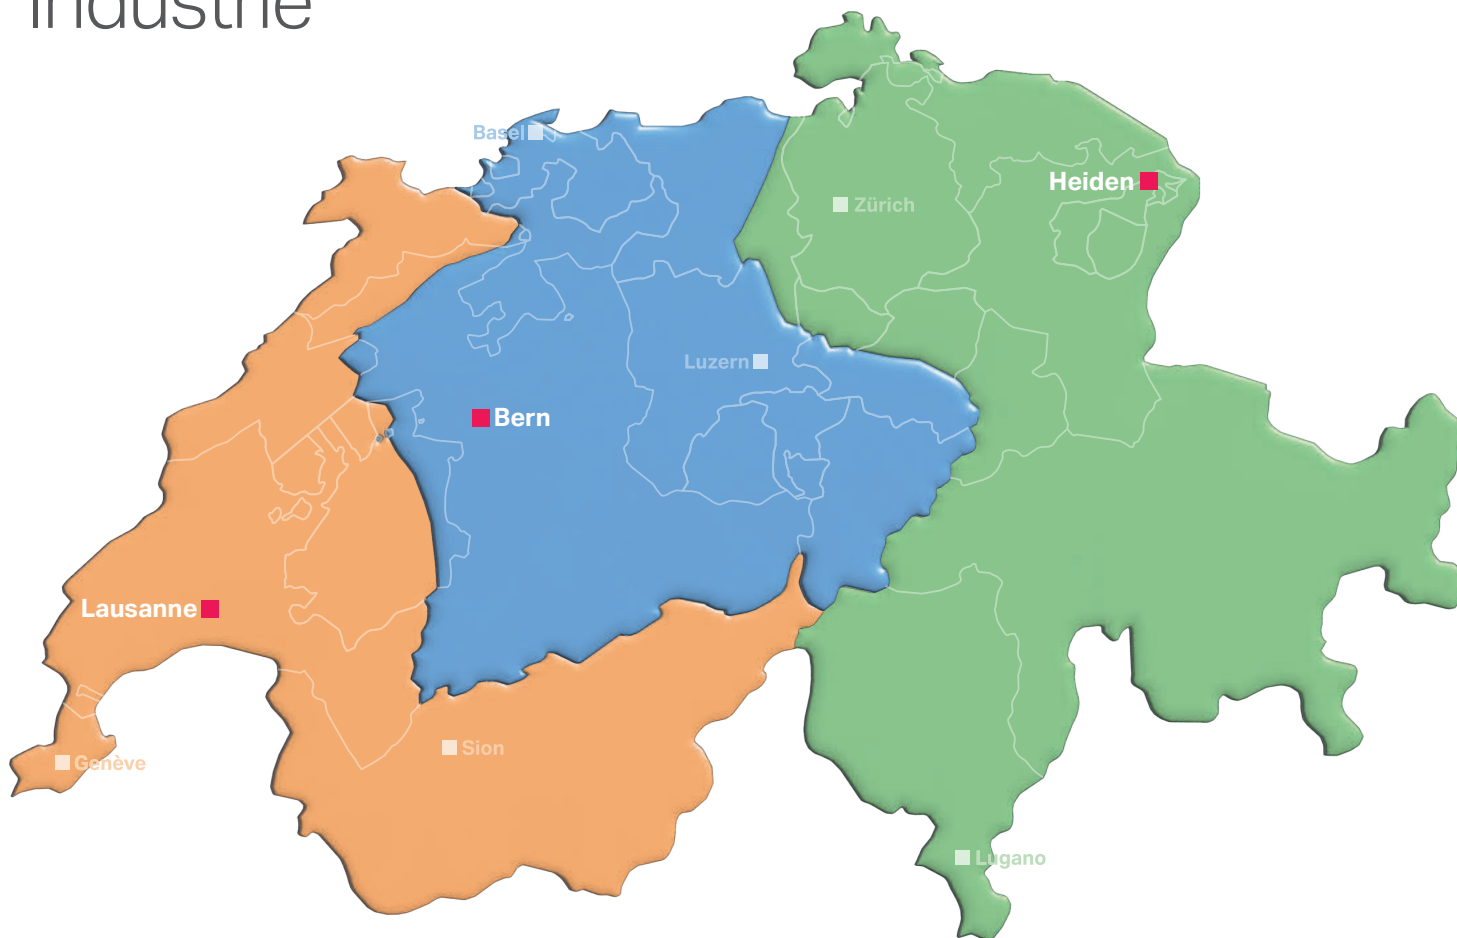 Industrie
Basel
Heiden
Zürich
Luzern
Bern
Lausanne
Sion
Genève
Lugano